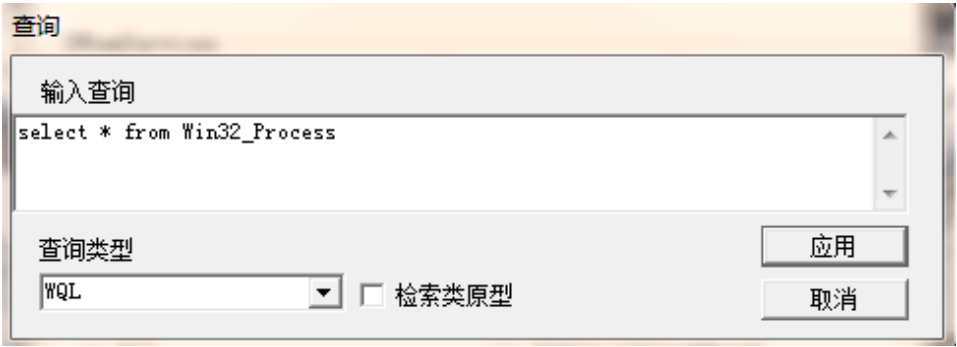 查询
输入查询
select * from Win32_Process
查询类型
应用
WQL
检索类原型
取消